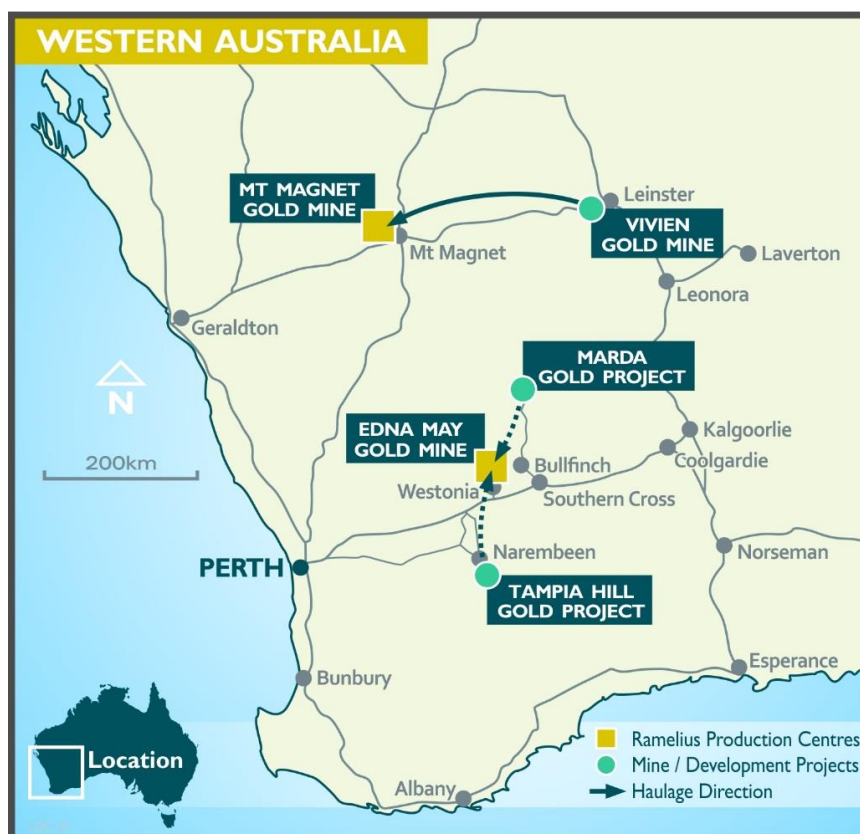 WESTERN AUSTRALIA
MT MAGNET
GOLD MINE
Leinster
VIVIEN
GOLD MINE
Mt Magnet
Laverton
Leonora
Geraldton
MARDA
GOLD PROJECT
N
200km
EDNA MAY
GOLD MINE
Kalgoorlie
Coolgardie
Bullfinch
Westonia
Southern Cross
Norseman
Narembeen
PERTH
TAMPIA HILL
GOLD PROJECT
Esperance
Bunbury
Location
Ramelius Production Centres
Mine / Development Projects
Haulage Direction
Albany